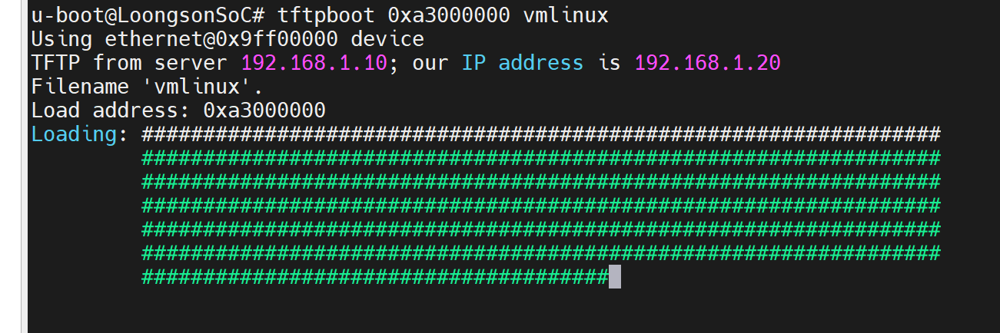 u-boot@LoongsonSoC# tftpboot 0xa3000000 vmlinux
Using ethernet@0x9ff00000 device
TFTP from server 192.168.1.10; our IP address is 192.168.1.20
Filename 'vmlinux'.
Load address: 0xa3000000
Loading: #################################################################
#################################################################
#################################################################
#################################################################
#################################################################
#################################################################
######################################